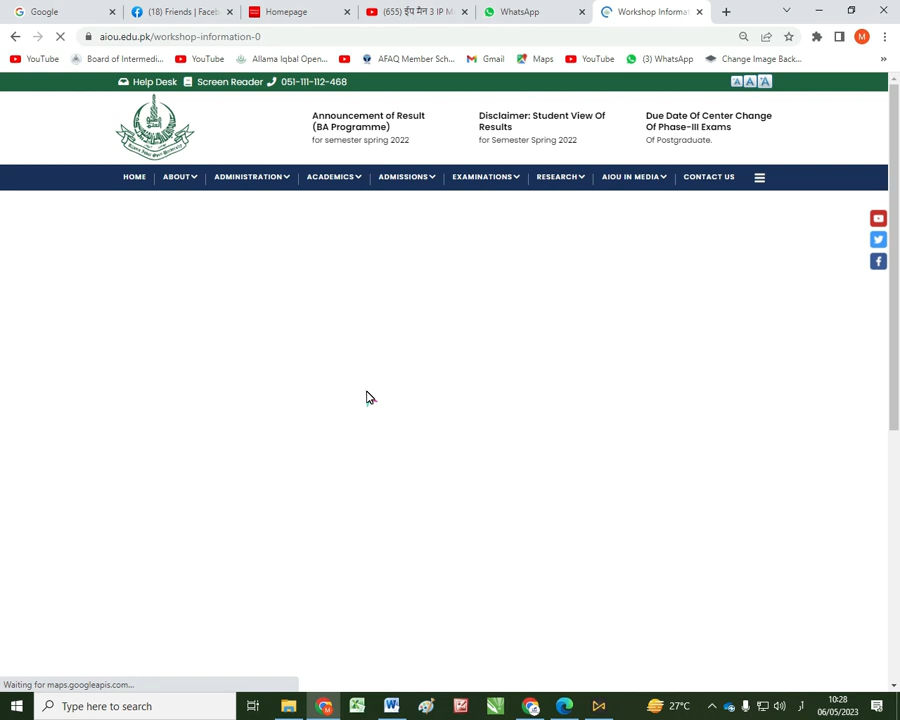 Google
(18) Friends | Faceb
Homepage
(655) ईप मैन 3 IP M
WhatsApp
Workshop Informa
aiou.edu.pk/workshop-information-0
M
YouTube
Board of Intermedi...
YouTube
Allama Iqbal Open...
AFAQ Member Sch...
Gmail
Maps
YouTube
(3) WhatsApp
Change Image Back...
Help Desk
Screen Reader
051-111-112-468
A A A
Announcement of Result
(BA Programme)
for semester spring 2022
Disclaimer: Student View Of
Results
for Semester Spring 2022
Due Date Of Center Change
Of Phase-III Exams
Of Postgraduate.
HOME
ABOUT
ADMINISTRATION
ACADEMICS
ADMISSIONS
EXAMINATIONS
RESEARCH
AIOU IN MEDIA
CONTACT US
Waiting for maps.googleapis.com...
Type here to search
27°C
10:28
06/05/2023